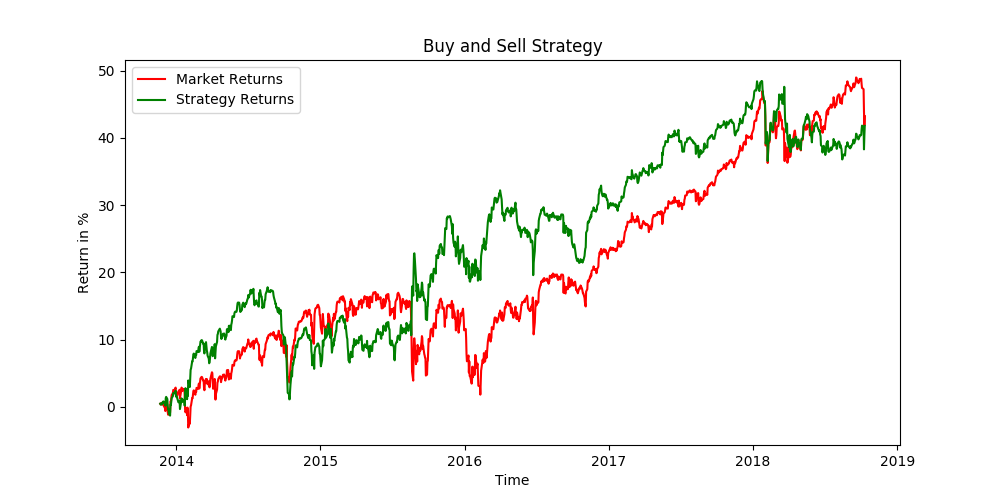 Buy and Sell Strategy
Market Returns
Strategy Returns
50
40
30
20
10
0
Return in %
2014 2015 2016 2017 2018 2019
Time